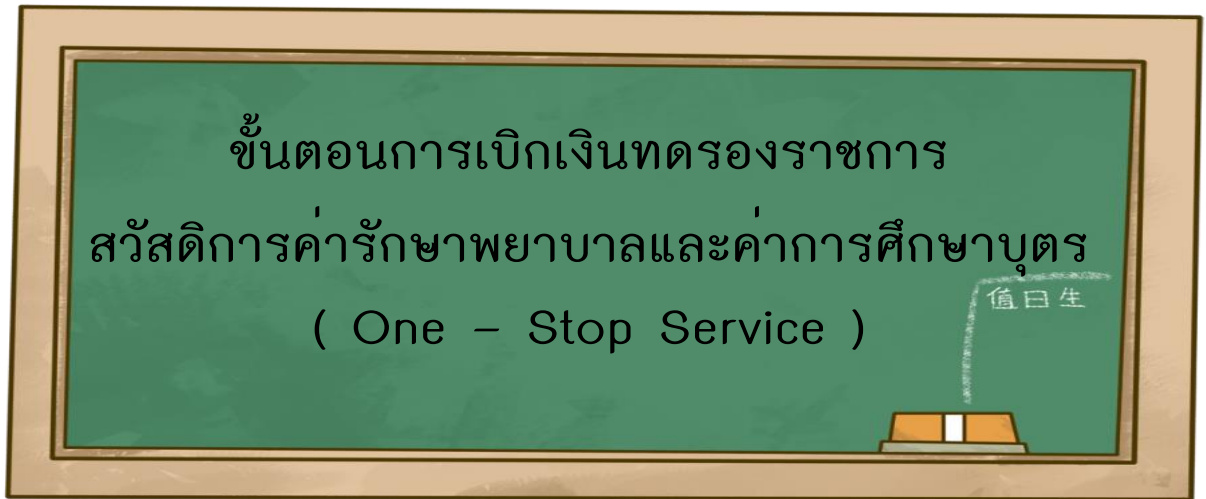 ขั้นตอนการเบิกเงินทดรองราชการ
สวัสดิการค่ารักษาพยาบาลและค่าการศึกษาบุตร
( One – Stop Service )
值日生